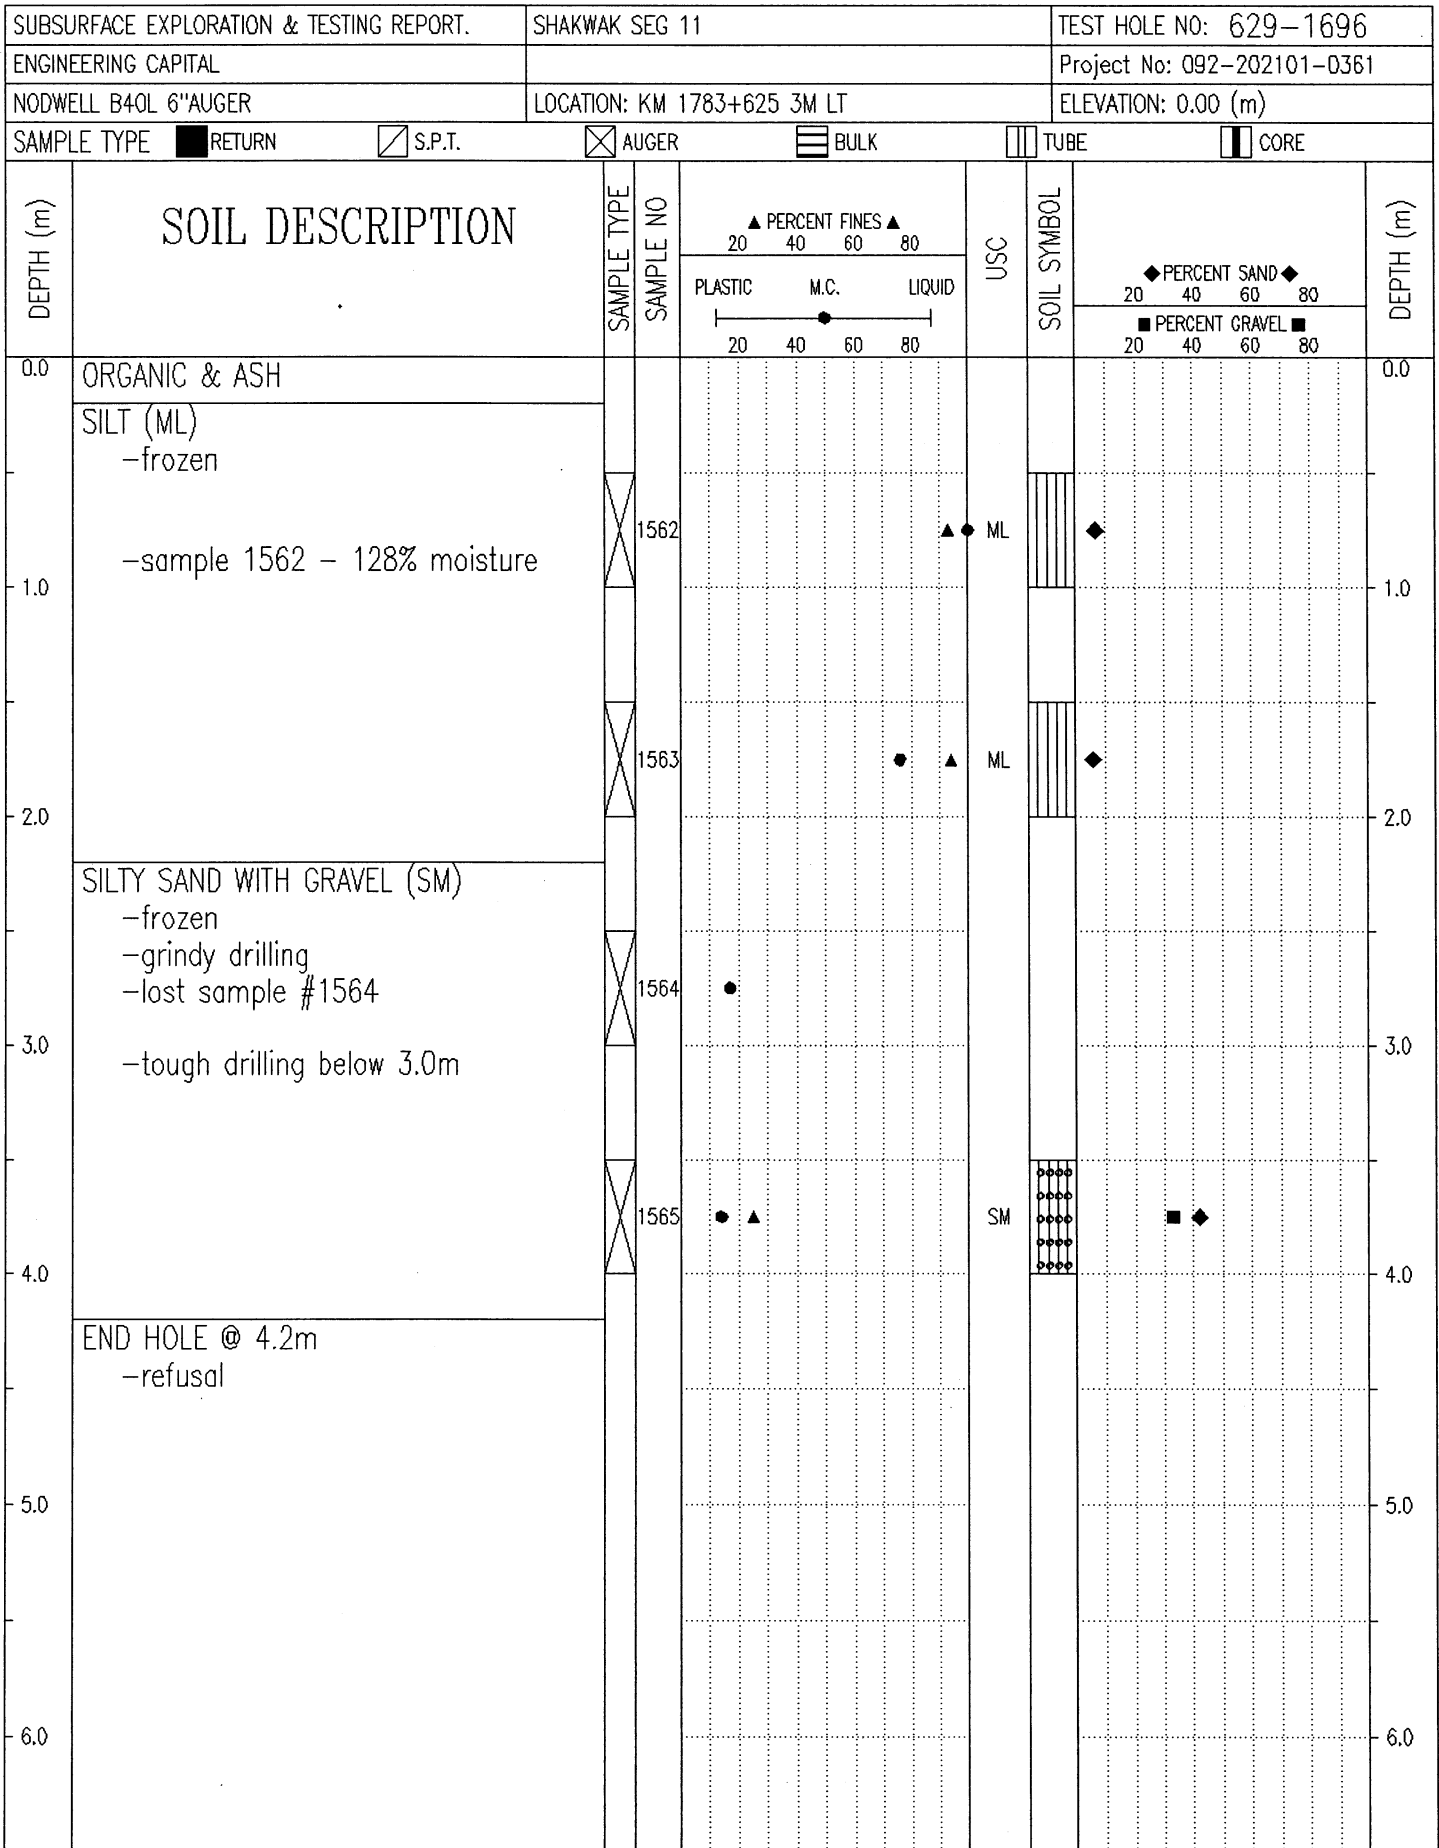 SUBSURFACE EXPLORATION & TESTING REPORT.
SHAKWAK SEG 11
TEST HOLE NO: 629-1696
ENGINEERING CAPITAL
Project No: 092-202101-0361
NODWELL B40L 6"AUGER
LOCATION: KM 1783+625 3M LT
ELEVATION: 0.00 (m)
SAMPLE TYPE
RETURN
S.P.T.
AUGER
BULK
TUBE
CORE
DEPTH (m)
SOIL DESCRIPTION
SAMPLE TYPE
SAMPLE NO
▲ PERCENT FINES ▲
20 40 60 80
PLASTIC M.C. LIQUID
20 40 60 80
USC
SOIL SYMBOL
◆ PERCENT SAND ◆
20 40 60 80
■ PERCENT GRAVEL ■
20 40 60 80
DEPTH (m)
0.0
ORGANIC & ASH
0.0
SILT (ML)
-frozen
1562
ML
-sample 1562 - 128% moisture
1.0
1.0
1563
ML
2.0
2.0
SILTY SAND WITH GRAVEL (SM)
-frozen
-grindy drilling
-lost sample #1564
1564
3.0
3.0
-tough drilling below 3.0m
1565
SM
4.0
4.0
END HOLE @ 4.2m
-refusal
5.0
5.0
6.0
6.0